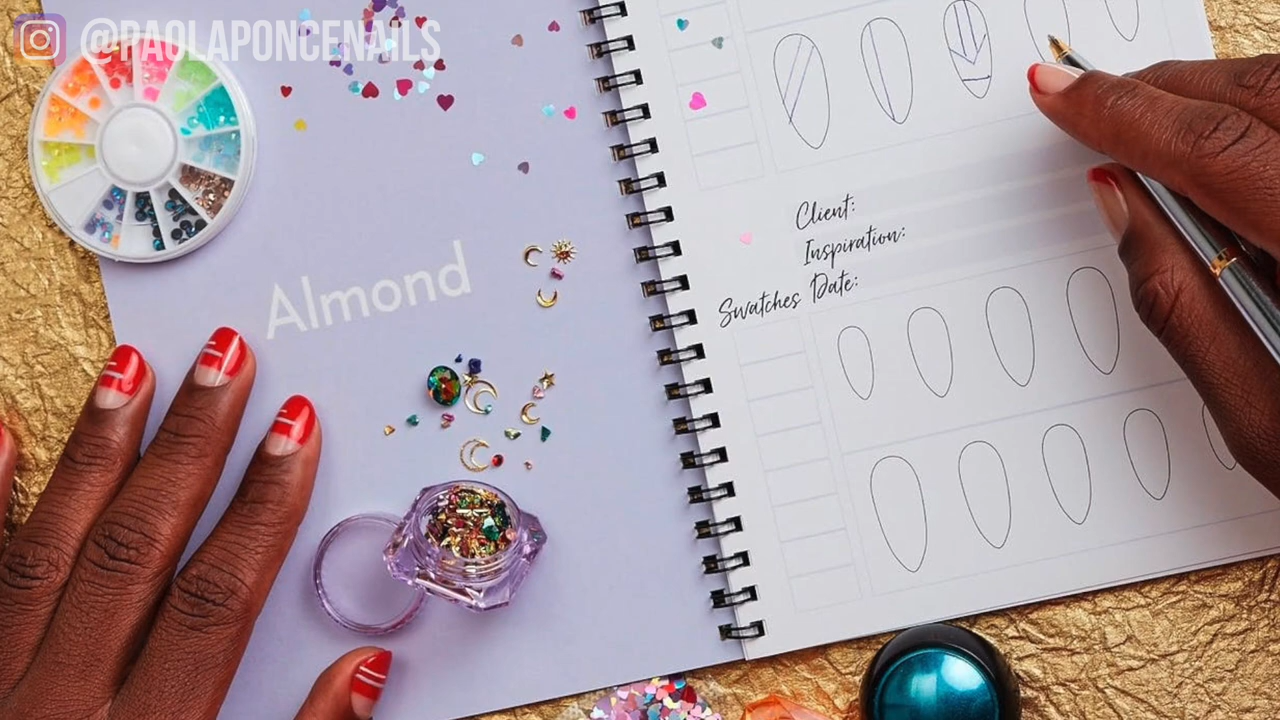 @PAOLAPONCENAILS
Almond
Client:
Inspiration:
Swatches Date: